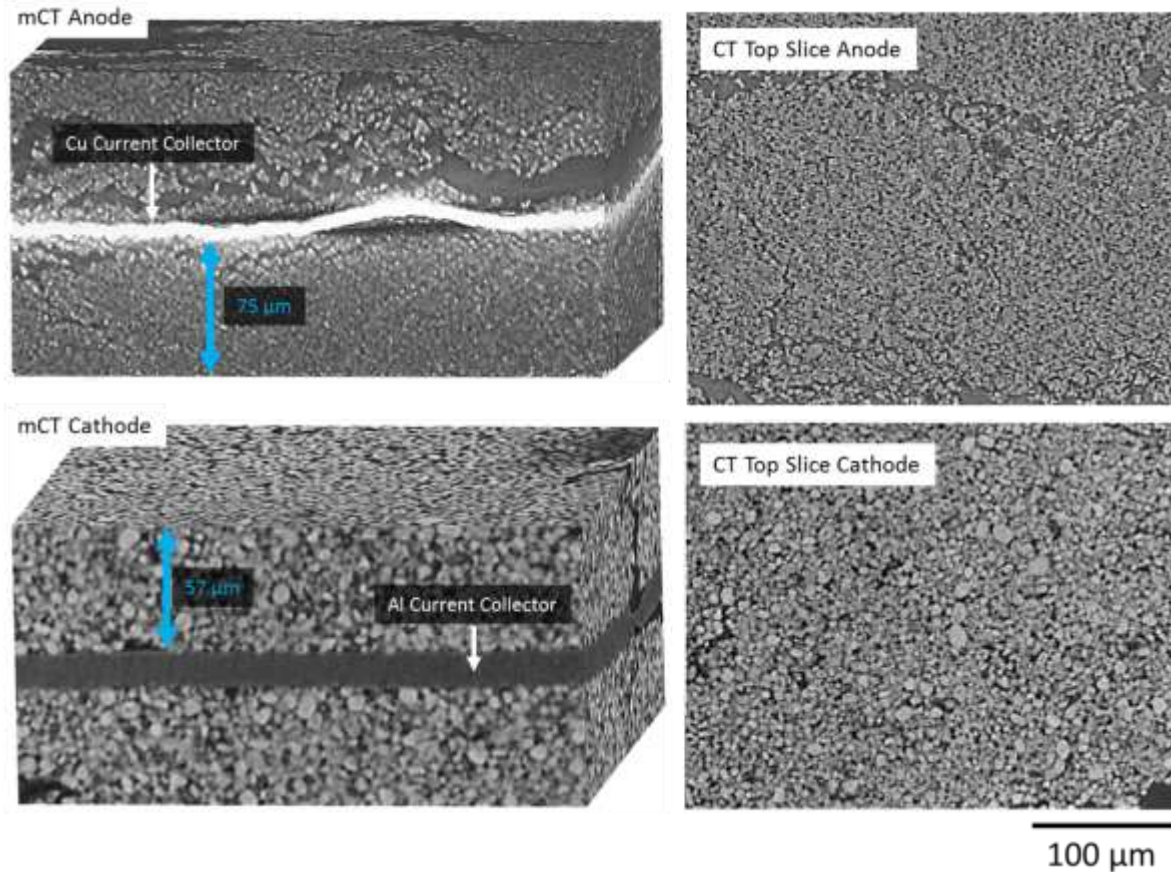 mCT Anode
CT Top Slice Anode
Cu Current Collector
75 μm
mCT Cathode
CT Top Slice Cathode
57 μm
Al Current Collector
100 μm